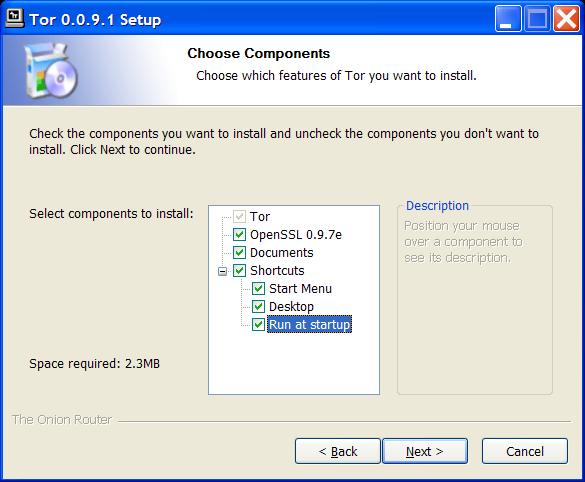 Tor 0.0.9.1 Setup
Choose Components
Choose which features of Tor you want to install.
Check the components you want to install and uncheck the components you don't want to
install. Click Next to continue.
Select components to install:
Tor
OpenSSL 0.9.7e
Documents
Shortcuts
Start Menu
Desktop
Run at startup
Description
Position your mouse
over a component to
see its description.
Space required: 2.3MB
The Onion Router
< Back
Next >
Cancel